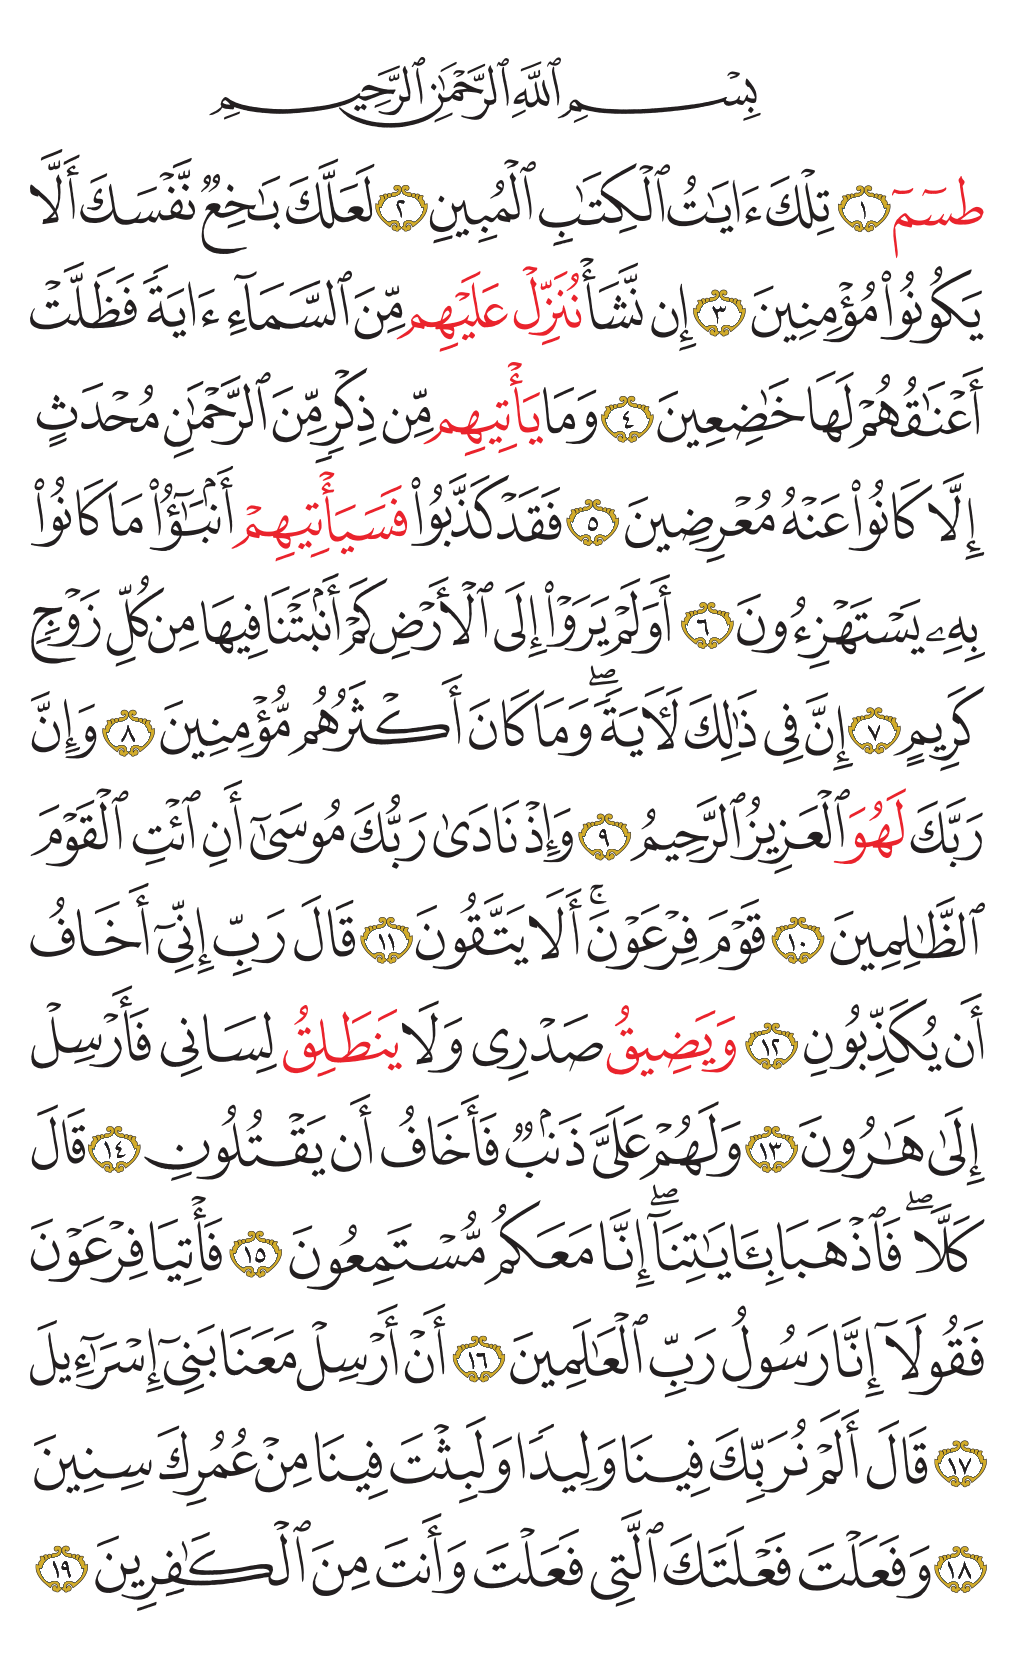 بِسْمِ ٱللَّهِ ٱلرَّحْمَٰنِ ٱلرَّحِيمِ
طسٓمٓ ١ تِلْكَ ءَايَٰتُ ٱلْكِتَٰبِ ٱلْمُبِينِ ٢ لَعَلَّكَ بَٰخِعٌ نَّفْسَكَ أَلَّا
يَكُونُوا۟ مُؤْمِنِينَ ٣ إِن نَّشَأْ نُنَزِّلْ عَلَيْهِم مِّنَ ٱلسَّمَآءِ ءَايَةً فَظَلَّتْ
أَعْنَٰقُهُمْ لَهَا خَٰضِعِينَ ٤ وَمَا يَأْتِيهِم مِّن ذِكْرٍ مِّنَ ٱلرَّحْمَٰنِ مُحْدَثٍ
إِلَّا كَانُوا۟ عَنْهُ مُعْرِضِينَ ٥ فَقَدْ كَذَّبُوا۟ فَسَيَأْتِيهِمْ أَنۢبَٰٓؤُا۟ مَا كَانُوا۟
بِهِۦ يَسْتَهْزِءُونَ ٦ أَوَلَمْ يَرَوْا۟ إِلَى ٱلْأَرْضِ كَمْ أَنۢبَتْنَا فِيهَا مِن كُلِّ زَوْجٍ
كَرِيمٍ ٧ إِنَّ فِى ذَٰلِكَ لَءَايَةً ۖ وَمَا كَانَ أَكْثَرُهُم مُّؤْمِنِينَ ٨ وَإِنَّ
رَبَّكَ لَهُوَ ٱلْعَزِيزُ ٱلرَّحِيمُ ٩ وَإِذْ نَادَىٰ رَبُّكَ مُوسَىٰٓ أَنِ ٱئْتِ ٱلْقَوْمَ
ٱلظَّٰلِمِينَ ١٠ قَوْمَ فِرْعَوْنَ ۚ أَلَا يَتَّقُونَ ١١ قَالَ رَبِّ إِنِّىٓ أَخَافُ
أَن يُكَذِّبُونِ ١٢ وَيَضِيقُ صَدْرِى وَلَا يَنطَلِقُ لِسَانِى فَأَرْسِلْ
إِلَىٰ هَٰرُونَ ١٣ وَلَهُمْ عَلَىَّ ذَنۢبٌ فَأَخَافُ أَن يَقْتُلُونِ ١٤ قَالَ
كَلَّا ۖ فَٱذْهَبَا بِـَٔايَٰتِنَآ ۖ إِنَّا مَعَكُم مُّسْتَمِعُونَ ١٥ فَأْتِيَا فِرْعَوْنَ
فَقُولَآ إِنَّا رَسُولُ رَبِّ ٱلْعَٰلَمِينَ ١٦ أَنْ أَرْسِلْ مَعَنَا بَنِىٓ إِسْرَٰٓءِيلَ
١٧ قَالَ أَلَمْ نُرَبِّكَ فِينَا وَلِيدًا وَلَبِثْتَ فِينَا مِنْ عُمُرِكَ سِنِينَ
١٨ وَفَعَلْتَ فَعْلَتَكَ ٱلَّتِى فَعَلْتَ وَأَنتَ مِنَ ٱلْكَٰفِرِينَ ١٩